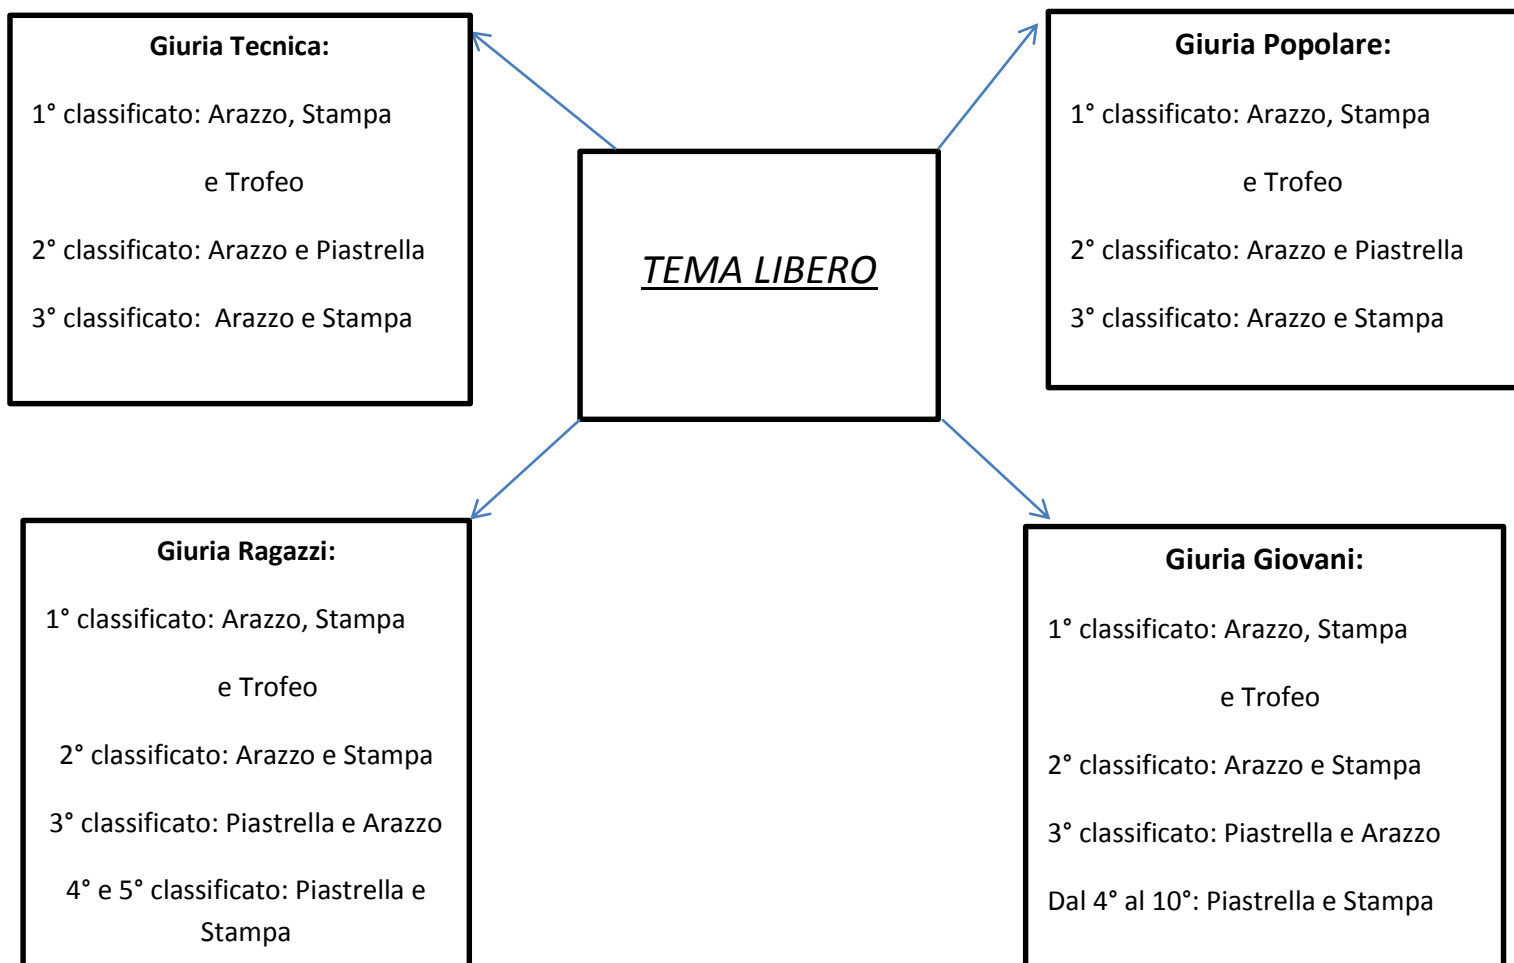 Giuria Tecnica:
1° classificato: Arazzo, Stampa
e Trofeo
2° classificato: Arazzo e Piastrella
3° classificato:  Arazzo e Stampa
Giuria Popolare:
1° classificato: Arazzo, Stampa
e Trofeo
2° classificato: Arazzo e Piastrella
3° classificato: Arazzo e Stampa
TEMA LIBERO
Giuria Ragazzi:
1° classificato: Arazzo, Stampa
e Trofeo
2° classificato: Arazzo e Stampa
3° classificato: Piastrella e Arazzo
4° e 5° classificato: Piastrella e
Stampa
Giuria Giovani:
1° classificato: Arazzo, Stampa
e Trofeo
2° classificato: Arazzo e Stampa
3° classificato: Piastrella e Arazzo
Dal 4° al 10°: Piastrella e Stampa